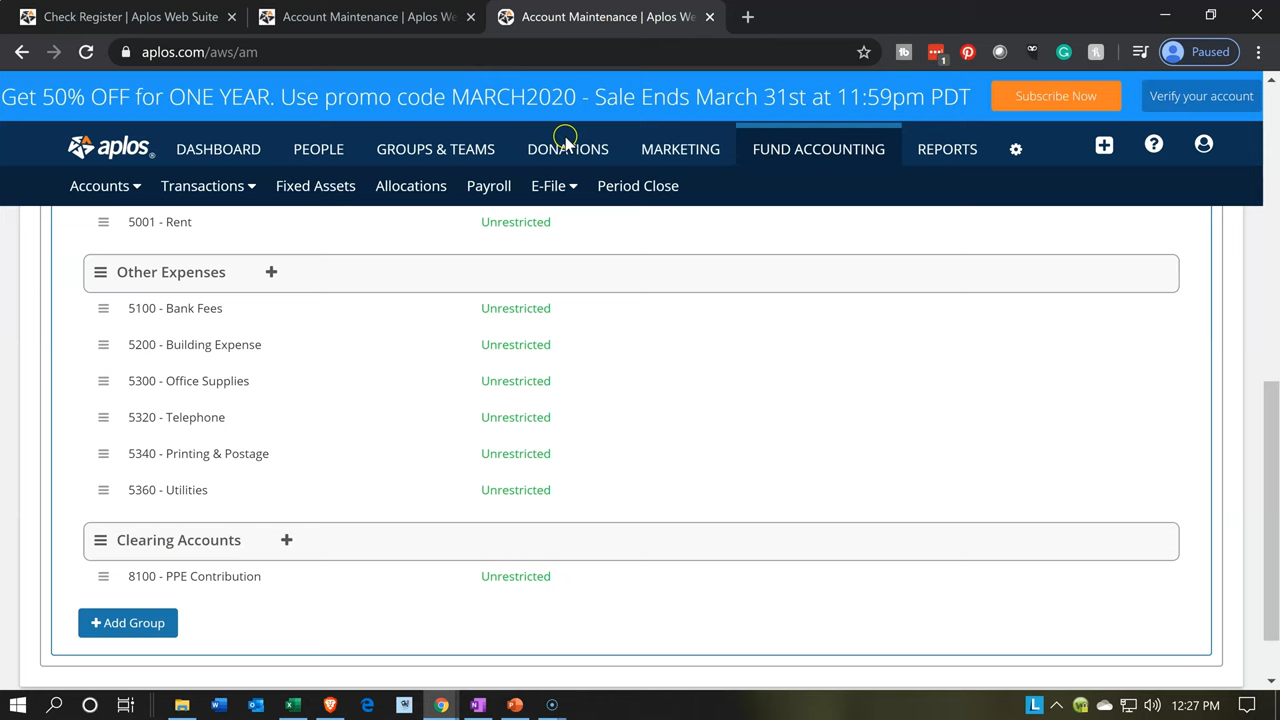 Check Register | Aplos Web Suite
Account Maintenance | Aplos We
Account Maintenance | Aplos We
aplos.com/aws/am
1
Paused
Get 50% OFF for ONE YEAR. Use promo code MARCH2020 - Sale Ends March 31st at 11:59pm PDT
Subscribe Now
Verify your account
aplos
DASHBOARD
PEOPLE
GROUPS & TEAMS
DONATIONS
MARKETING
FUND ACCOUNTING
REPORTS
Accounts
Transactions
Fixed Assets
Allocations
Payroll
E-File
Period Close
5001 - Rent Unrestricted
Other Expenses
5100 - Bank Fees Unrestricted
5200 - Building Expense Unrestricted
5300 - Office Supplies Unrestricted
5320 - Telephone Unrestricted
5340 - Printing & Postage Unrestricted
5360 - Utilities Unrestricted
Clearing Accounts
8100 - PPE Contribution Unrestricted
Add Group
12:27 PM